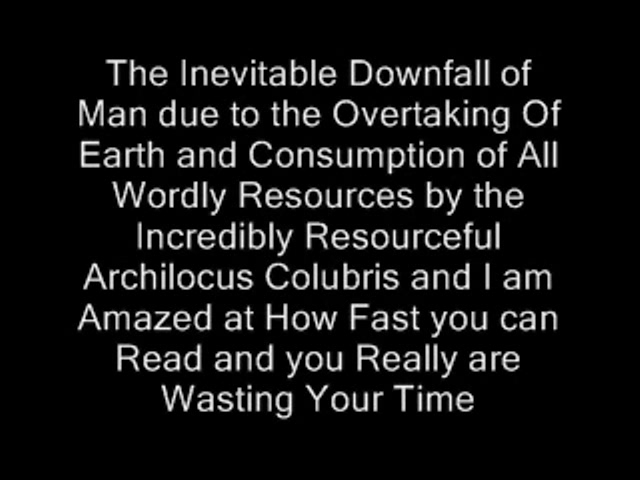 The Inevitable Downfall of
Man due to the Overtaking Of
Earth and Consumption of All
Wordly Resources by the
Incredibly Resourceful
Archilocus Colubris and I am
Amazed at How Fast you can
Read and you Really are
Wasting Your Time